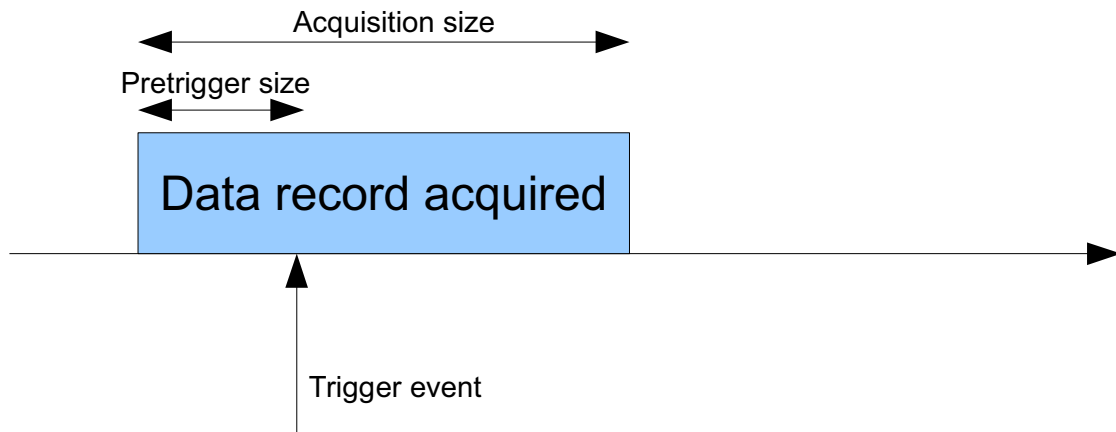 Acquisition size
Pretrigger size
Data record acquired
Trigger event